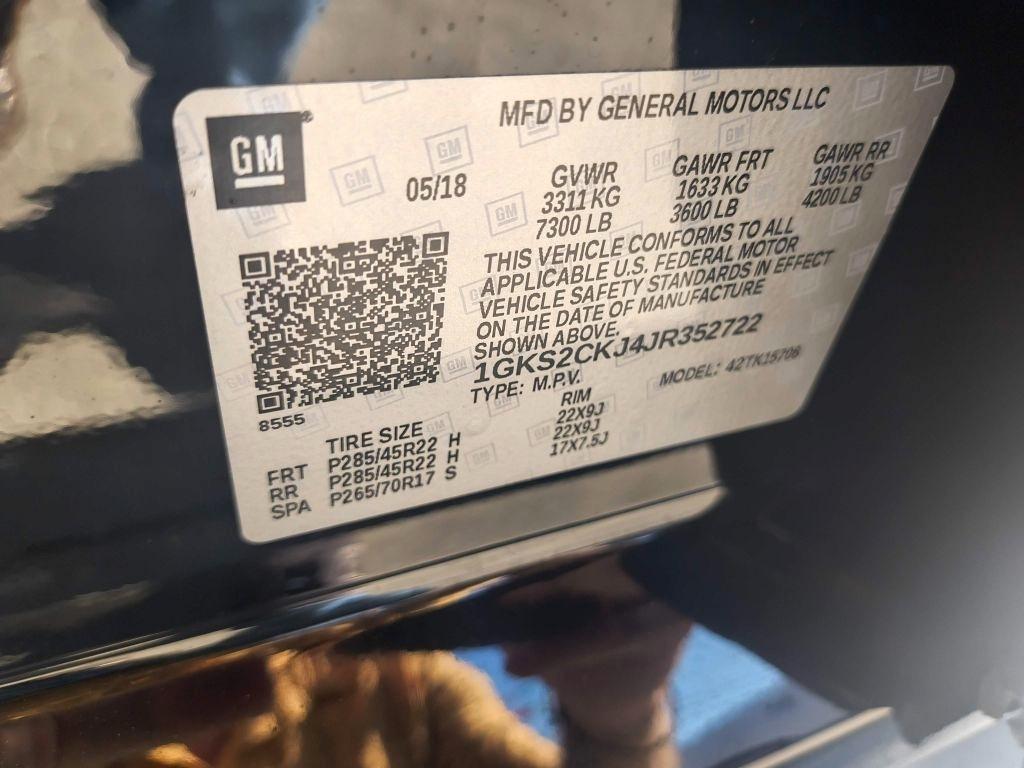 GM
MFD BY GENERAL MOTORS LLC
05/18
GVWR GAWR FRT GAWR RR
3311 KG 1633 KG 1905 KG
7300 LB 3600 LB 4200 LB
THIS VEHICLE CONFORMS TO ALL
APPLICABLE U.S. FEDERAL MOTOR
VEHICLE SAFETY STANDARDS IN EFFECT
ON THE DATE OF MANUFACTURE
SHOWN ABOVE.
1GKS2CKJ4JR352722
TYPE: M.P.V. MODEL: 42TK15706
8555
TIRE SIZE RIM
FRT P285/45R22 H 22X9J
RR P285/45R22 H 22X9J
SPA P265/70R17 S 17X7.5J